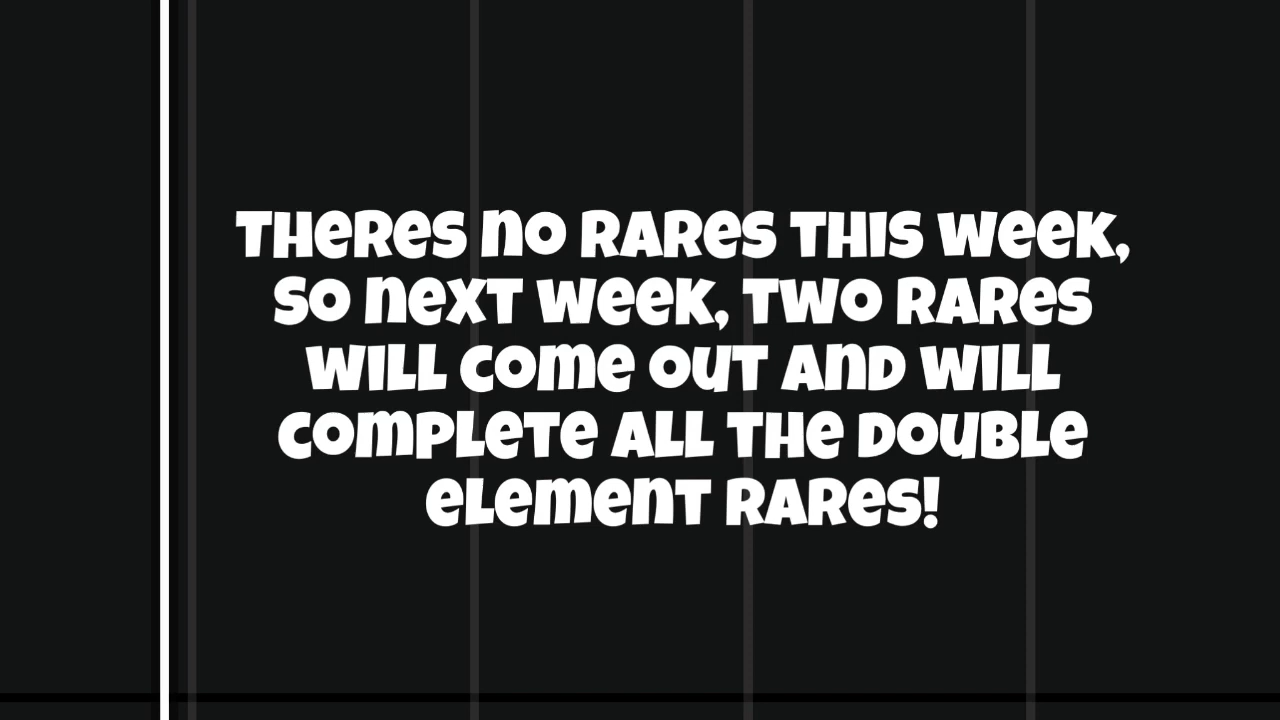 THERES NO RARES THIS WEEK,
SO NEXT WEEK, TWO RARES
WILL COME OUT AND WILL
COMPLETE ALL THE DOUBLE
ELEMENT RARES!